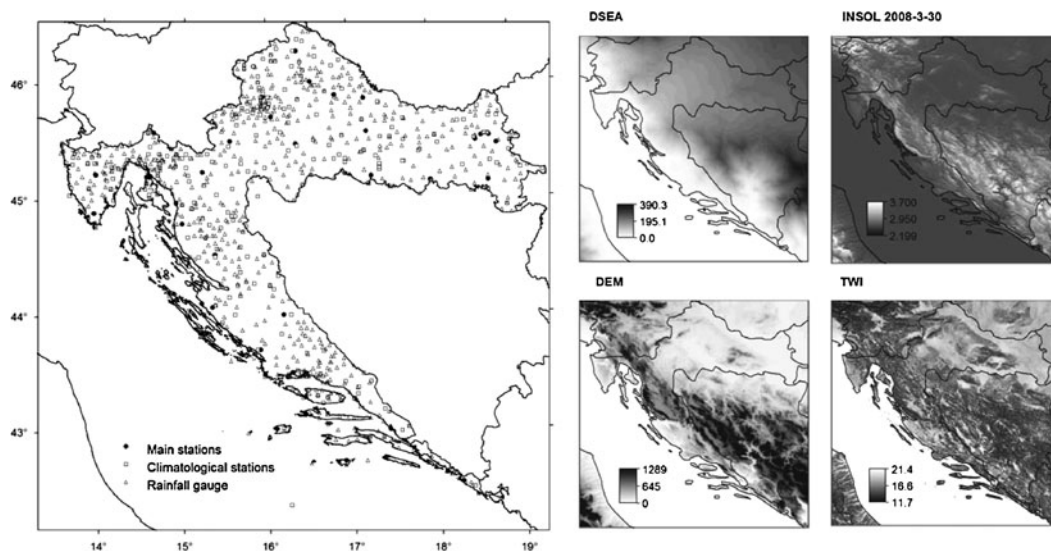 46°
45°
44°
43°
Main stations
Climatological stations
Rainfall gauge
14° 15° 16° 17° 18° 19°
DSEA
390.3
195.1
0.0
INSOL 2008-3-30
3.700
2.950
2.199
DEM
1289
645
0
TWI
21.4
16.6
11.7